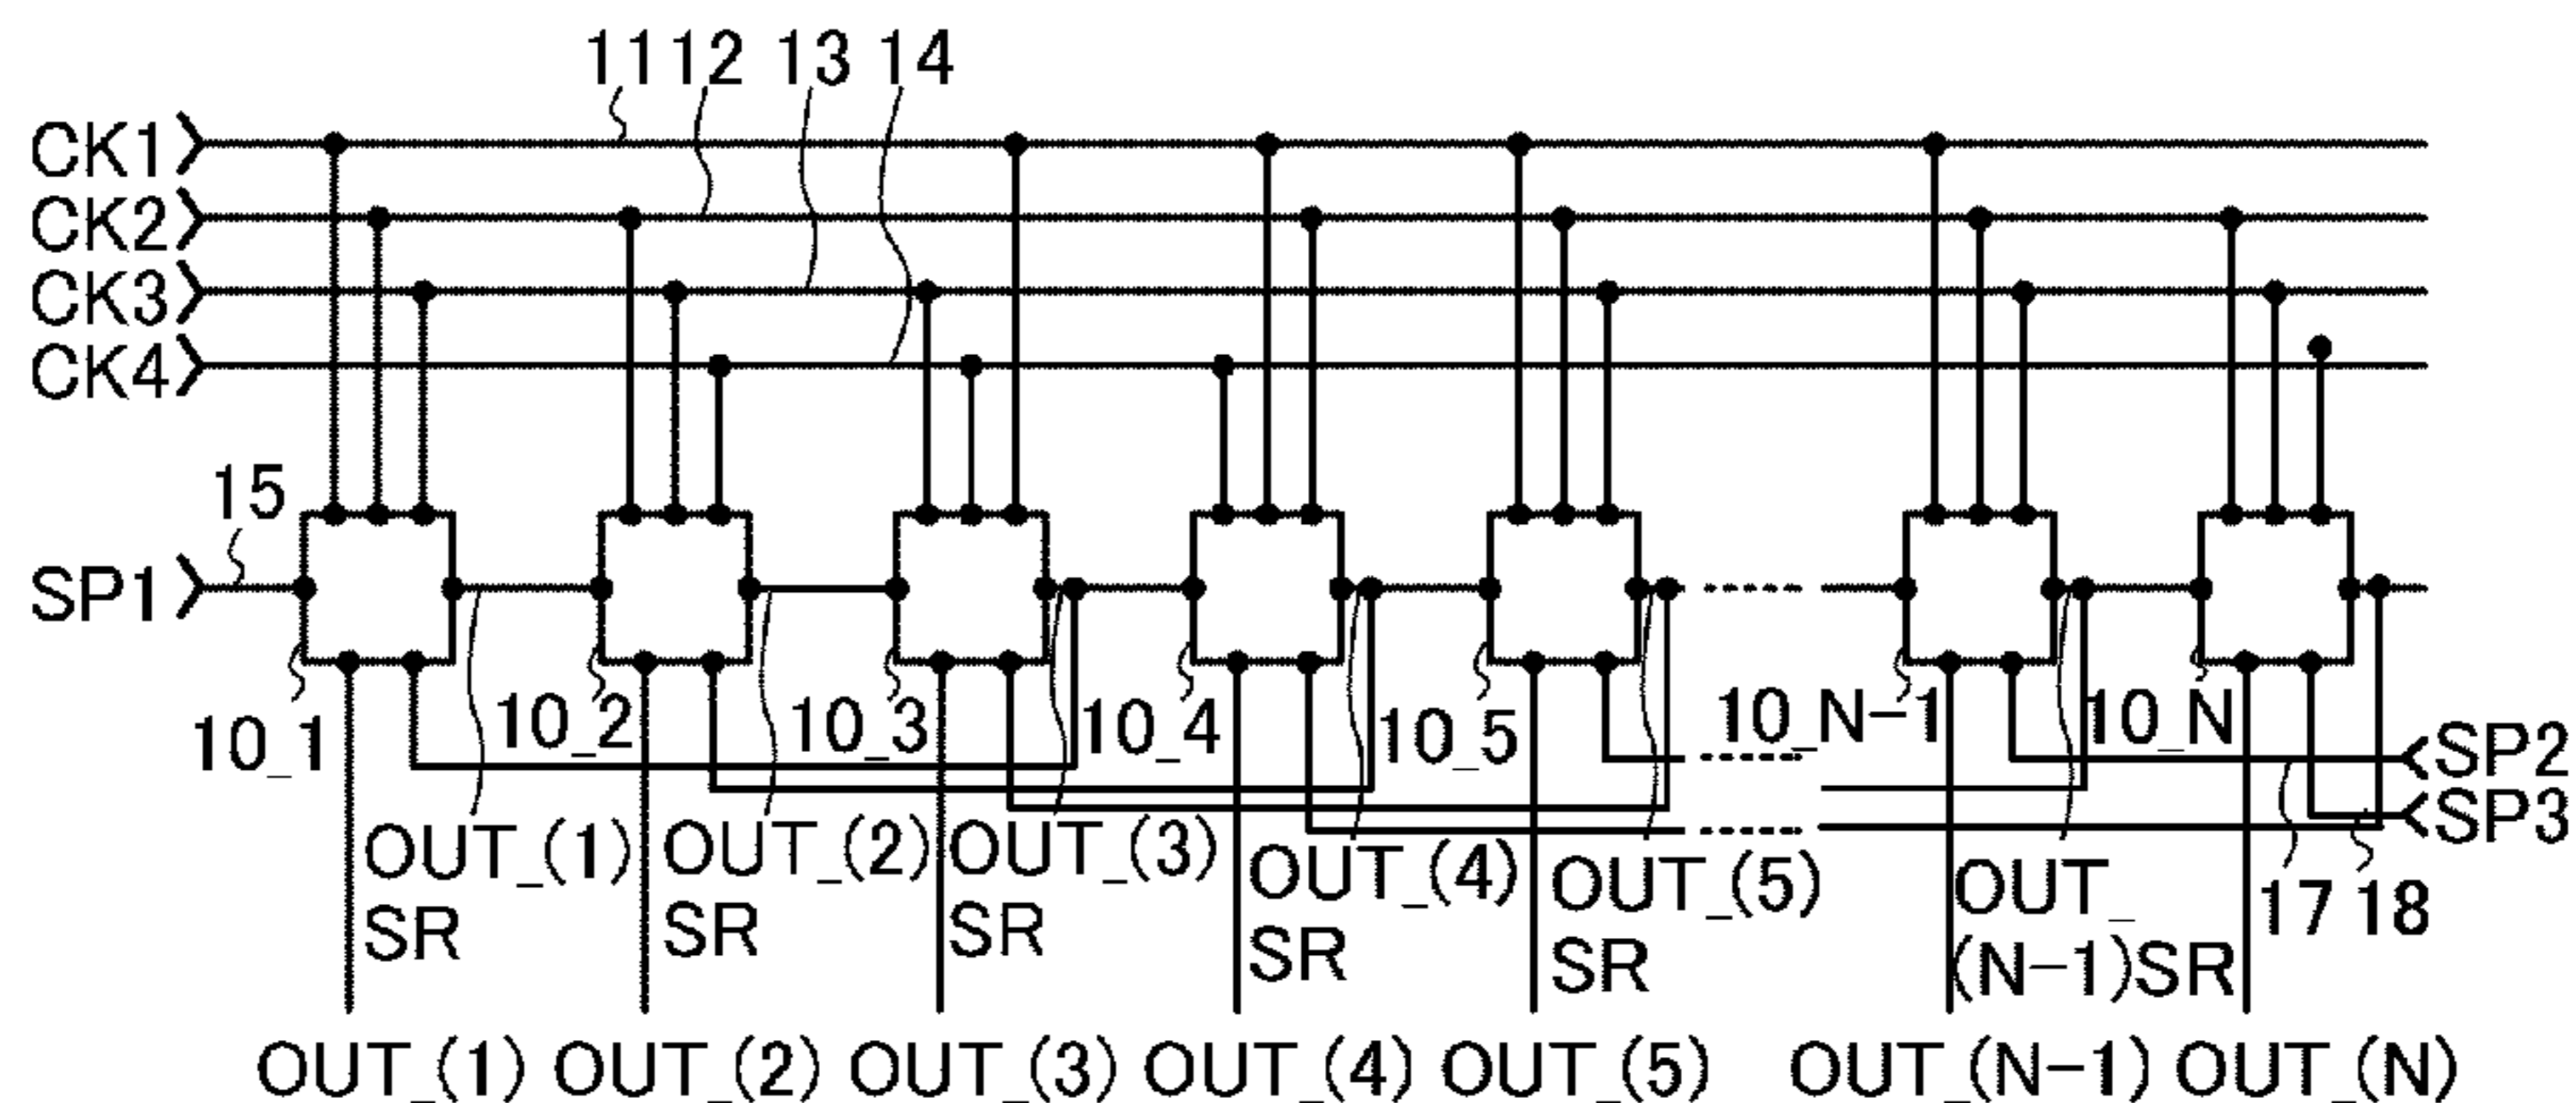 11 12 13 14
CK1
CK2
CK3
CK4
15
SP1
10_1
10_2
10_3
10_4
10_5
10_N-1
10_N
SP2
SP3
OUT_(1)
SR
OUT_(2)
SR
OUT_(3)
SR
OUT_(4)
SR
OUT_(5)
SR
OUT_
(N-1)SR
17 18
OUT_(1) OUT_(2) OUT_(3) OUT_(4) OUT_(5) OUT_(N-1) OUT_(N)